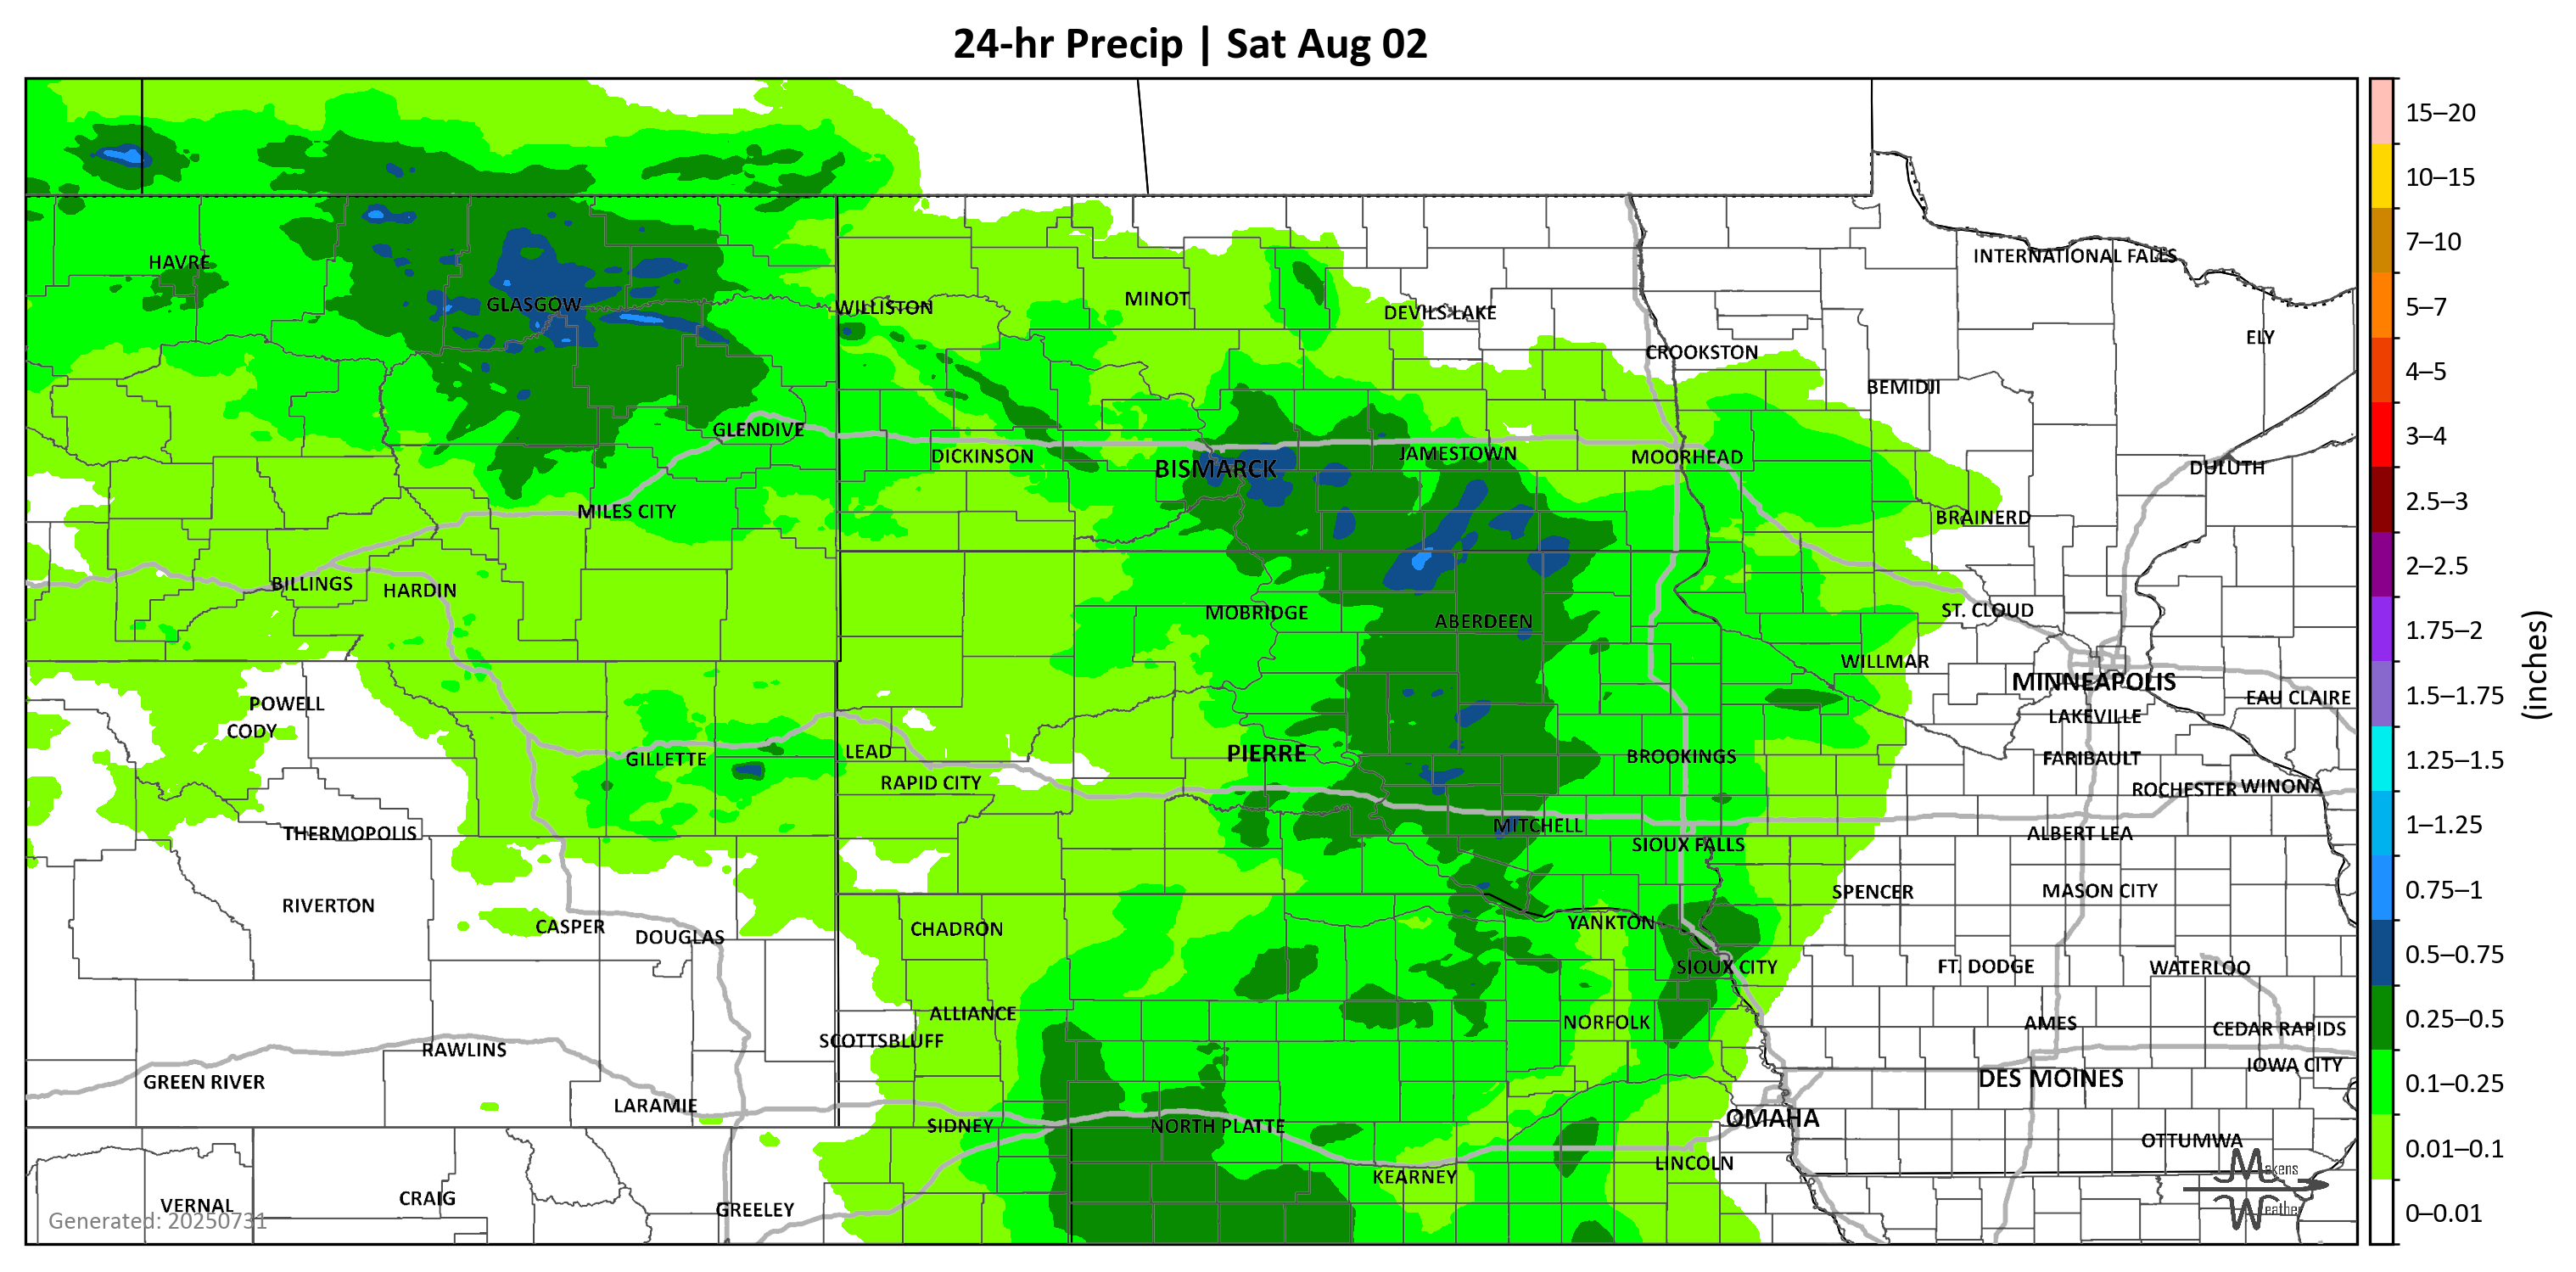 24-hr Precip | Sat Aug 02
15–20
10–15
7–10
5–7
4–5
3–4
2.5–3
2–2.5
1.75–2
1.5–1.75
1.25–1.5
1–1.25
0.75–1
0.5–0.75
0.25–0.5
0.1–0.25
0.01–0.1
0–0.01
(inches)
HAVRE
INTERNATIONAL FALLS
GLASGOW
WILLISTON
MINOT
DEVILS LAKE
ELY
CROOKSTON
BEMIDJI
GLENDIVE
DICKINSON
BISMARCK
JAMESTOWN
MOORHEAD
DULUTH
MILES CITY
BRAINERD
BILLINGS
HARDIN
MOBRIDGE
ABERDEEN
ST. CLOUD
WILLMAR
MINNEAPOLIS
POWELL
EAU CLAIRE
CODY
LAKEVILLE
GILLETTE
LEAD
PIERRE
BROOKINGS
FARIBAULT
RAPID CITY
ROCHESTER
WINONA
THERMOPOLIS
MITCHELL
ALBERT LEA
SIOUX FALLS
RIVERTON
SPENCER
MASON CITY
CASPER
DOUGLAS
CHADRON
YANKTON
SIOUX CITY
FT. DODGE
WATERLOO
ALLIANCE
NORFOLK
AMES
CEDAR RAPIDS
SCOTTSBLUFF
RAWLINS
IOWA CITY
GREEN RIVER
DES MOINES
LARAMIE
SIDNEY
NORTH PLATTE
OMAHA
OTTUMWA
KEARNEY
LINCOLN
VERNAL
CRAIG
GREELEY
Generated: 20250731
Makens
Weather